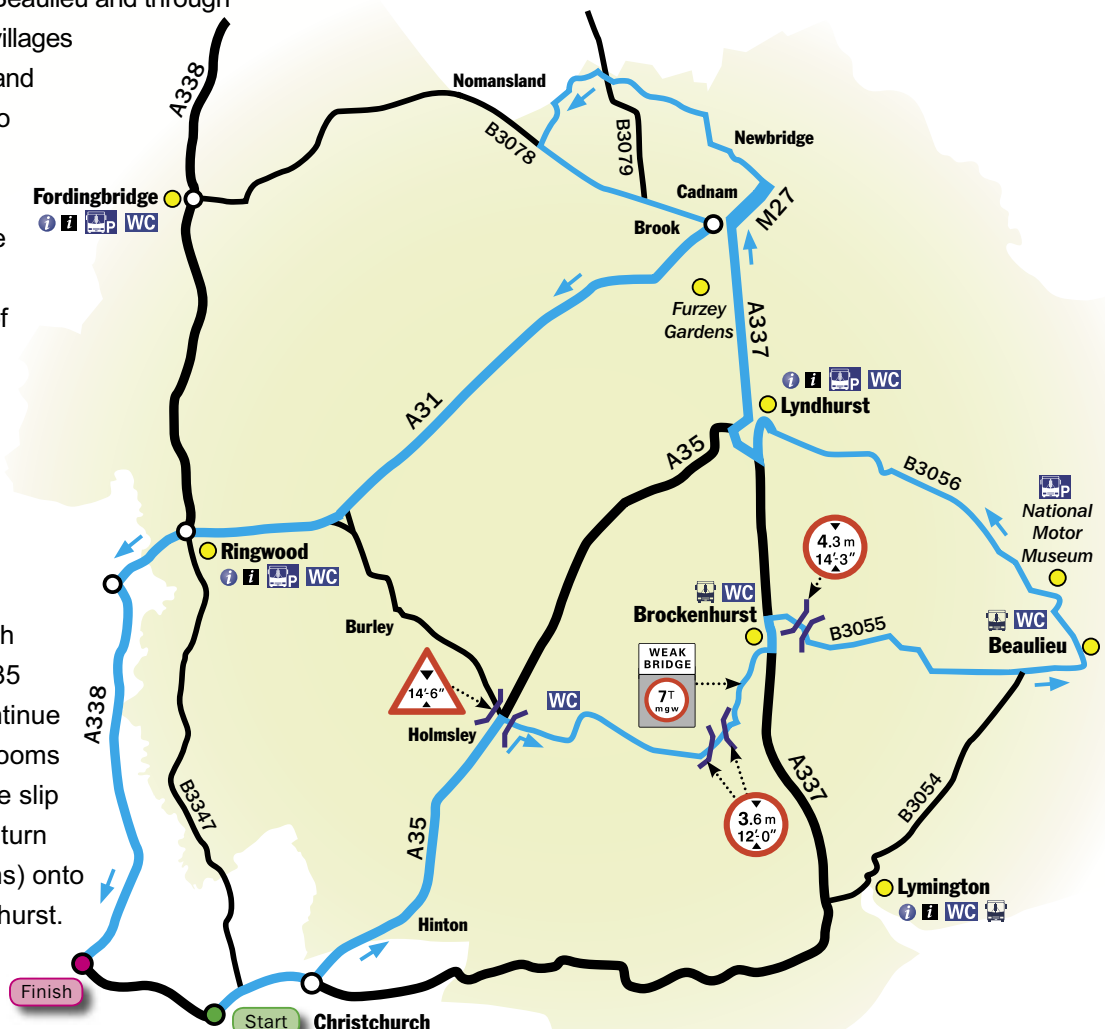 Beaulieu and through
villages
and
o
e
f
h
35
ntinue
ooms
e slip
turn
ns) onto
hurst.
A338
Nomansland
B3078
B3079
Newbridge
Fordingbridge
i i P WC
Cadnam
Brook
M27
Furzey
Gardens
A337
i i P WC
Lyndhurst
A31
A35
B3056
P
National
Motor
Museum
4.3 m
14'-3"
Ringwood
i i P WC
WC
Brockenhurst
B3055
WC
Beaulieu
Burley
WEAK
BRIDGE
7T
mgw
14'-6"
WC
Holmsley
A338
B3347
A35
3.6 m
12'-0"
A337
B3054
Lymington
i i WC
Hinton
Finish
Start
Christchurch